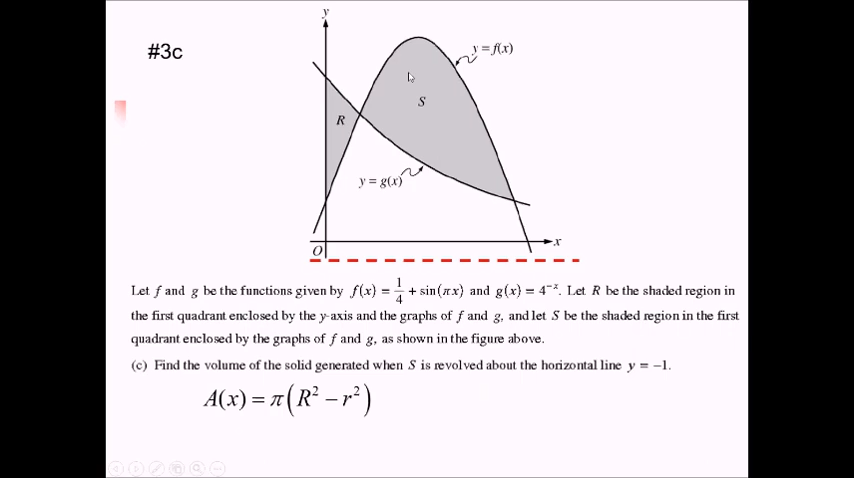 #3c
y
y = f(x)
S
R
y = g(x)
x
O
Let f and g be the functions given by f(x) = 1/4 + sin(πx) and g(x) = 4^{-x}. Let R be the shaded region in
the first quadrant enclosed by the y-axis and the graphs of f and g, and let S be the shaded region in the first
quadrant enclosed by the graphs of f and g, as shown in the figure above.
(c) Find the volume of the solid generated when S is revolved about the horizontal line y = −1.
A(x) = π(R² − r²)